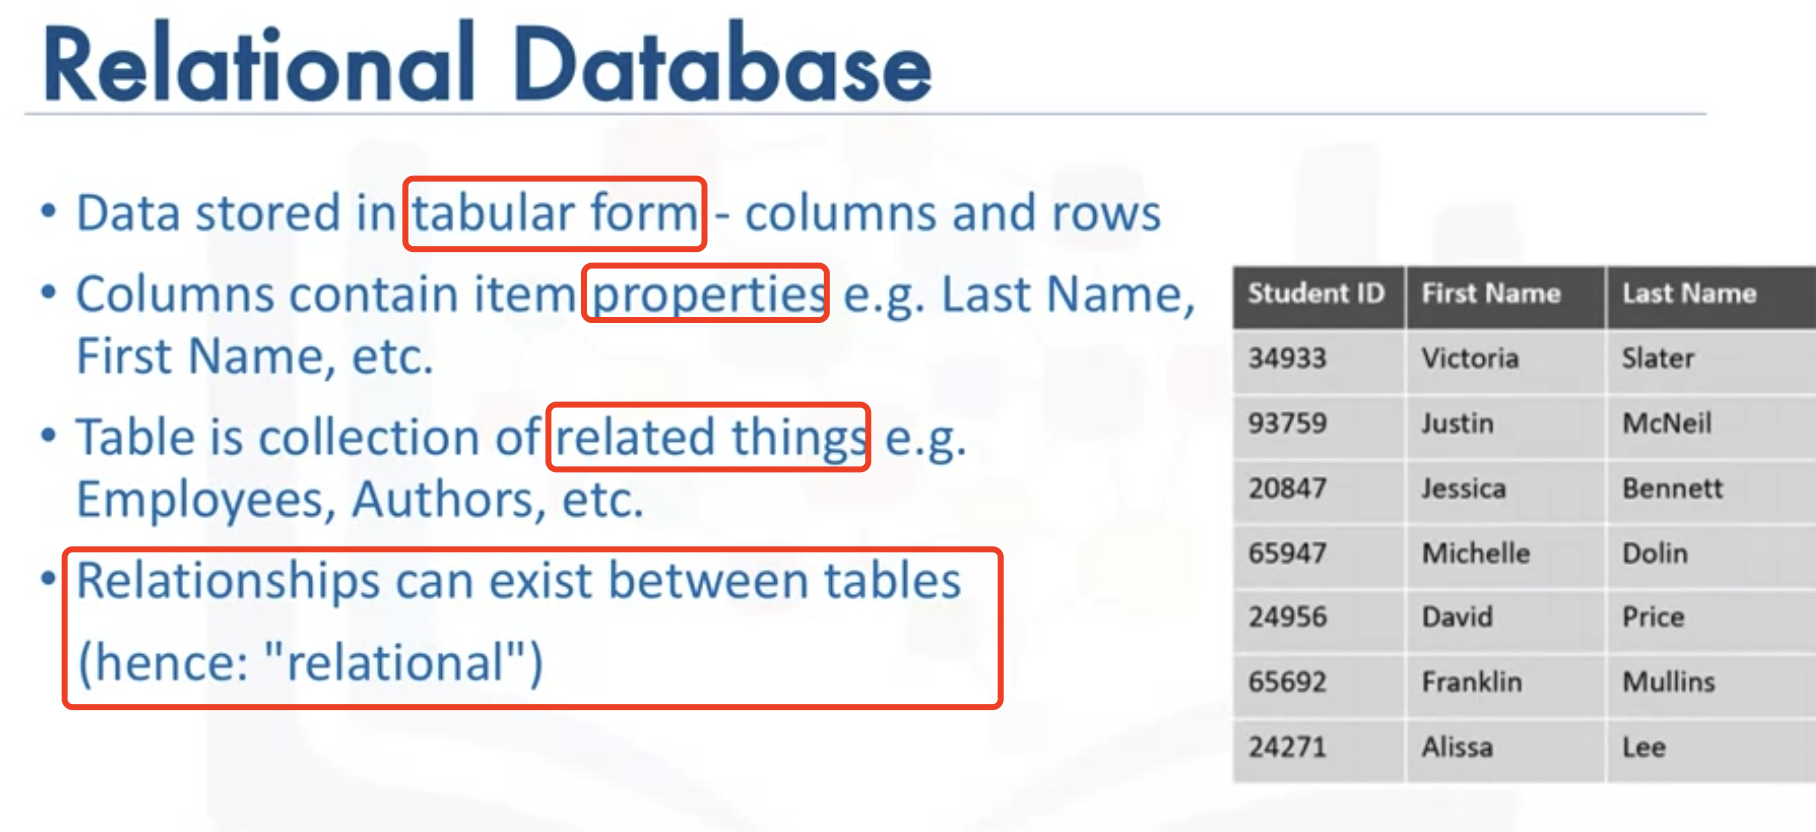 Relational Database
• Data stored in tabular form - columns and rows
• Columns contain item properties e.g. Last Name,
First Name, etc.
• Table is collection of related things e.g.
Employees, Authors, etc.
• Relationships can exist between tables
(hence: "relational")
Student ID First Name Last Name
34933 Victoria Slater
93759 Justin McNeil
20847 Jessica Bennett
65947 Michelle Dolin
24956 David Price
65692 Franklin Mullins
24271 Alissa Lee